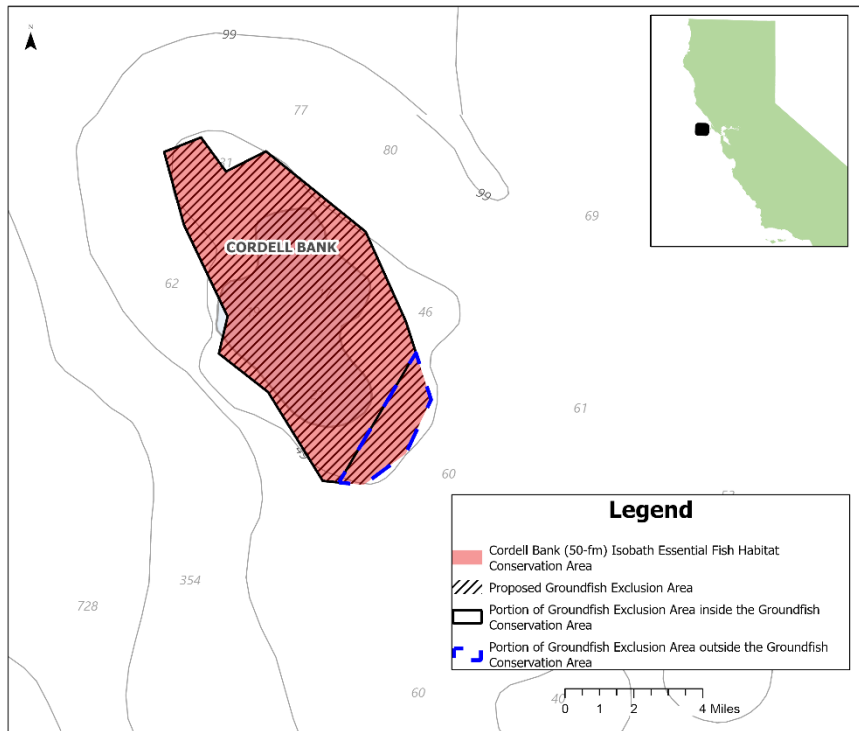 N
99
77
80
99
69
CORDELL BANK
62
46
61
60
Legend
Cordell Bank (50-fm) Isobath Essential Fish Habitat
Conservation Area
Proposed Groundfish Exclusion Area
Portion of Groundfish Exclusion Area inside the Groundfish
Conservation Area
Portion of Groundfish Exclusion Area outside the Groundfish
Conservation Area
354
728
60
40
0 1 2 4 Miles